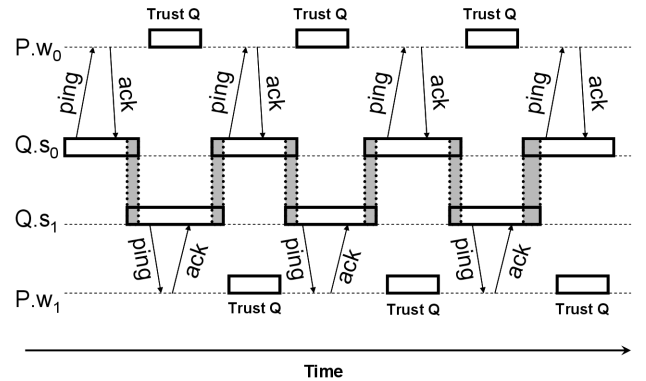 Trust Q Trust Q Trust Q
P.w0
ping ack ping ack ping ack ping ack
Q.s0
Q.s1
ping ack ping ack ping ack
P.w1
Trust Q Trust Q Trust Q
Time